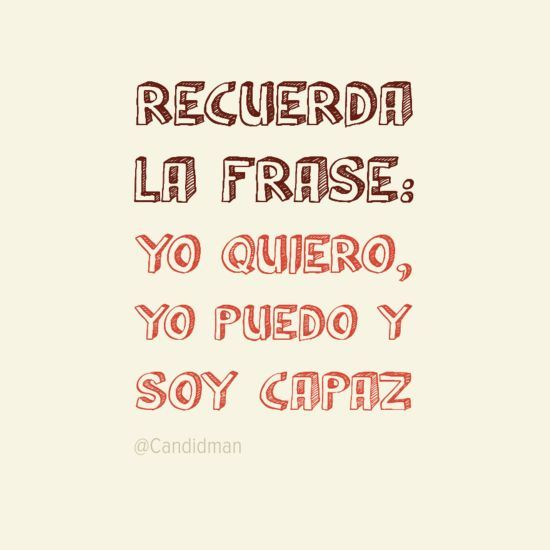 RECUERDA
LA FRASE:
YO QUIERO,
YO PUEDO Y
SOY CAPAZ
@Candidman